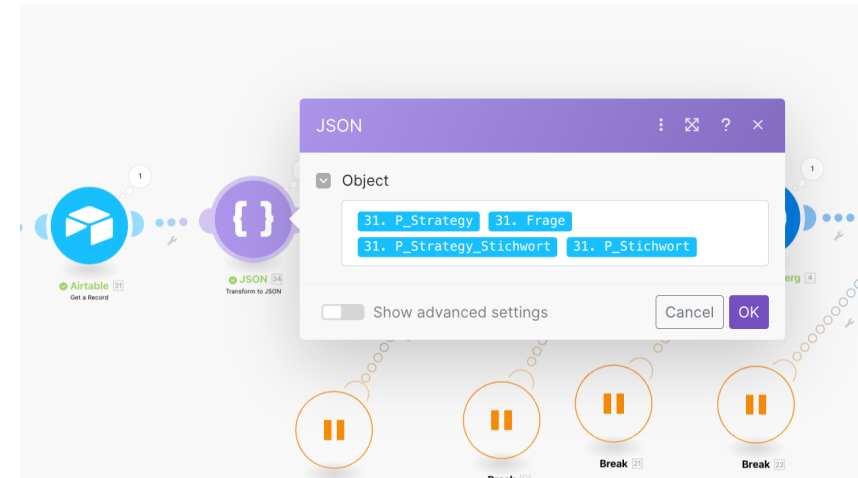 JSON
?
Object
31. P_Strategy 31. Frage
31. P_Strategy_Stichwort 31. P_Stichwort
Show advanced settings
Cancel OK
1
1
Airtable 31
Get a Record
JSON 34
Transform to JSON
erg 4
Break 21
Break 22
Break